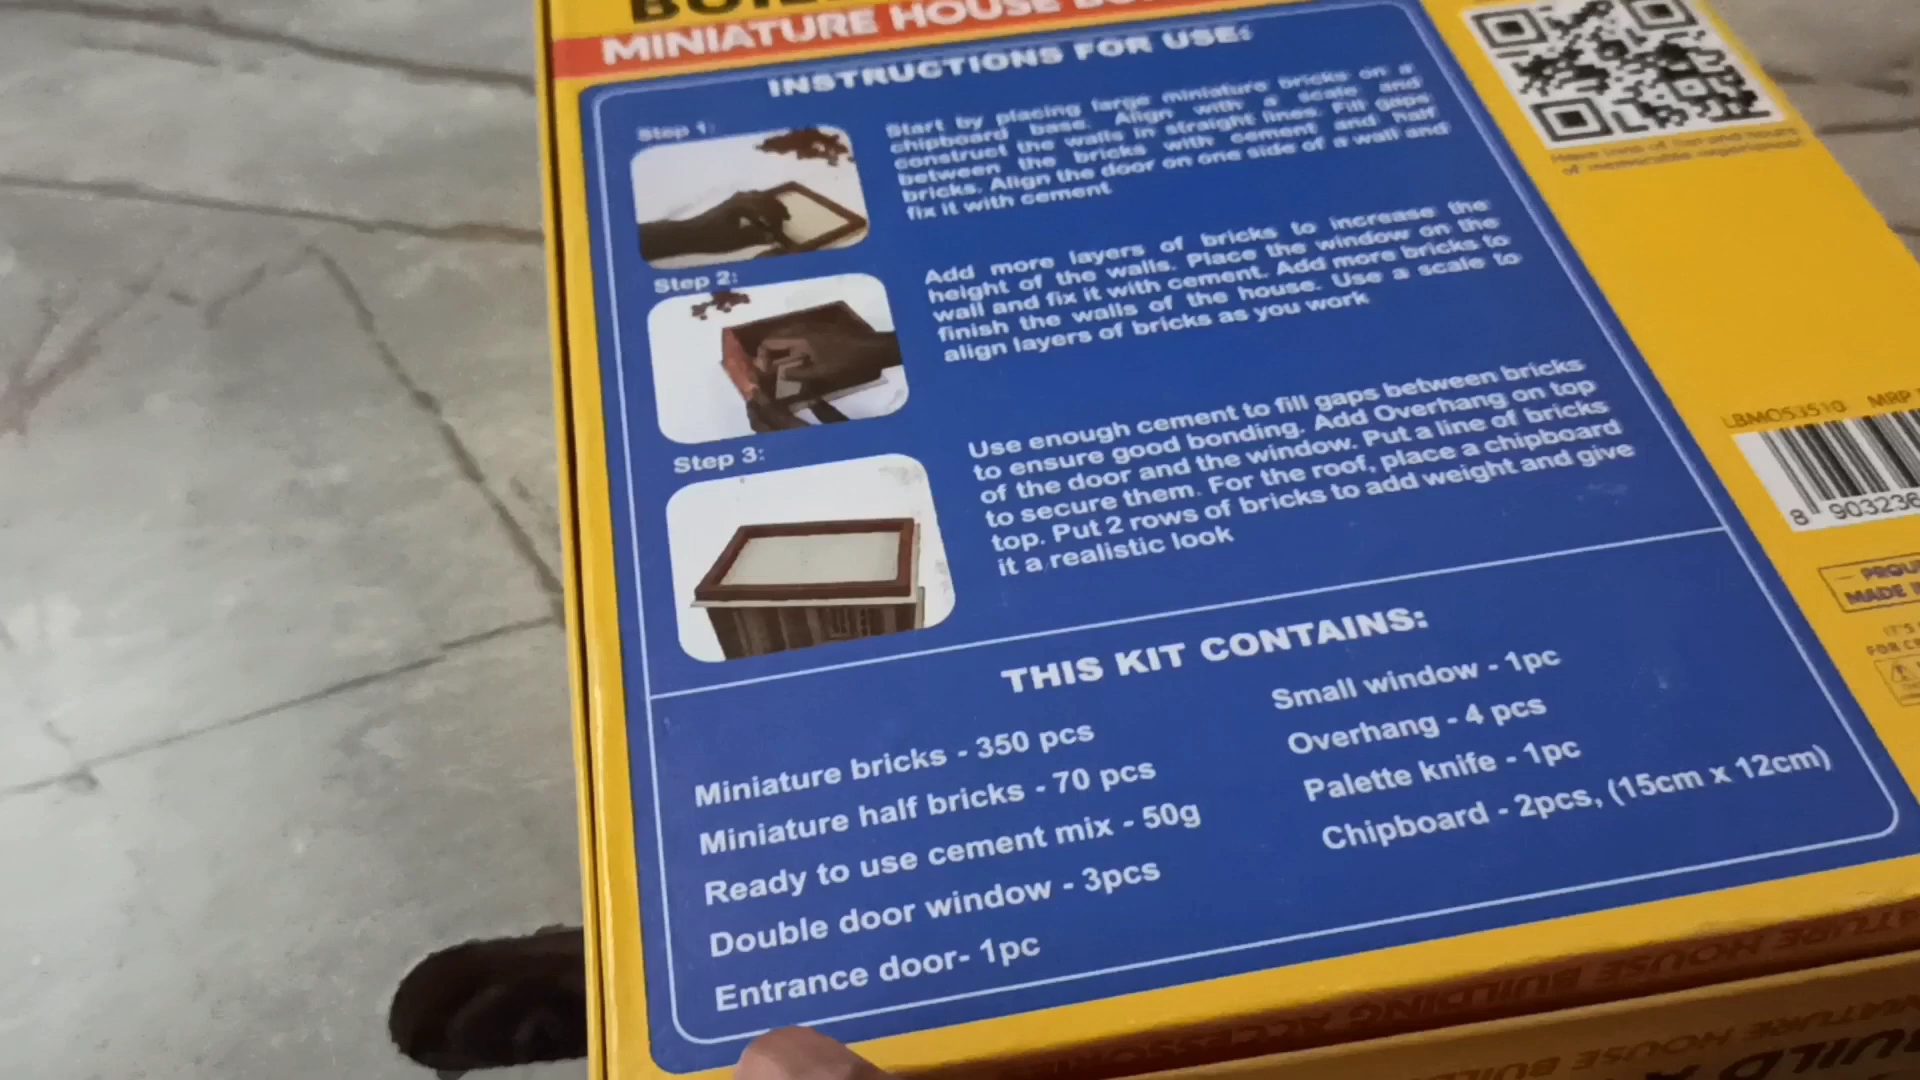 MINIATURE HOUSE
INSTRUCTIONS FOR USE:
Step 1:
Start by placing large miniature bricks on a
chipboard base. Align with a scale and
construct the walls in straight lines. Fill gaps
between the bricks with cement and half
bricks. Align the door on one side of a wall and
fix it with cement
Step 2:
Add more layers of bricks to increase the
height of the walls. Place the window on the
wall and fix it with cement. Add more bricks to
finish the walls of the house. Use a scale to
align layers of bricks as you work
Step 3:
Use enough cement to fill gaps between bricks
to ensure good bonding. Add Overhang on top
of the door and the window. Put a line of bricks
to secure them. For the roof, place a chipboard
top. Put 2 rows of bricks to add weight and give
it a realistic look
THIS KIT CONTAINS:
Miniature bricks - 350 pcs
Miniature half bricks - 70 pcs
Ready to use cement mix - 50g
Double door window - 3pcs
Entrance door- 1pc
Small window - 1pc
Overhang - 4 pcs
Palette knife - 1pc
Chipboard - 2pcs, (15cm x 12cm)
LBMO53510 MRP
8 903236
MADE
HOUSE BUILDING